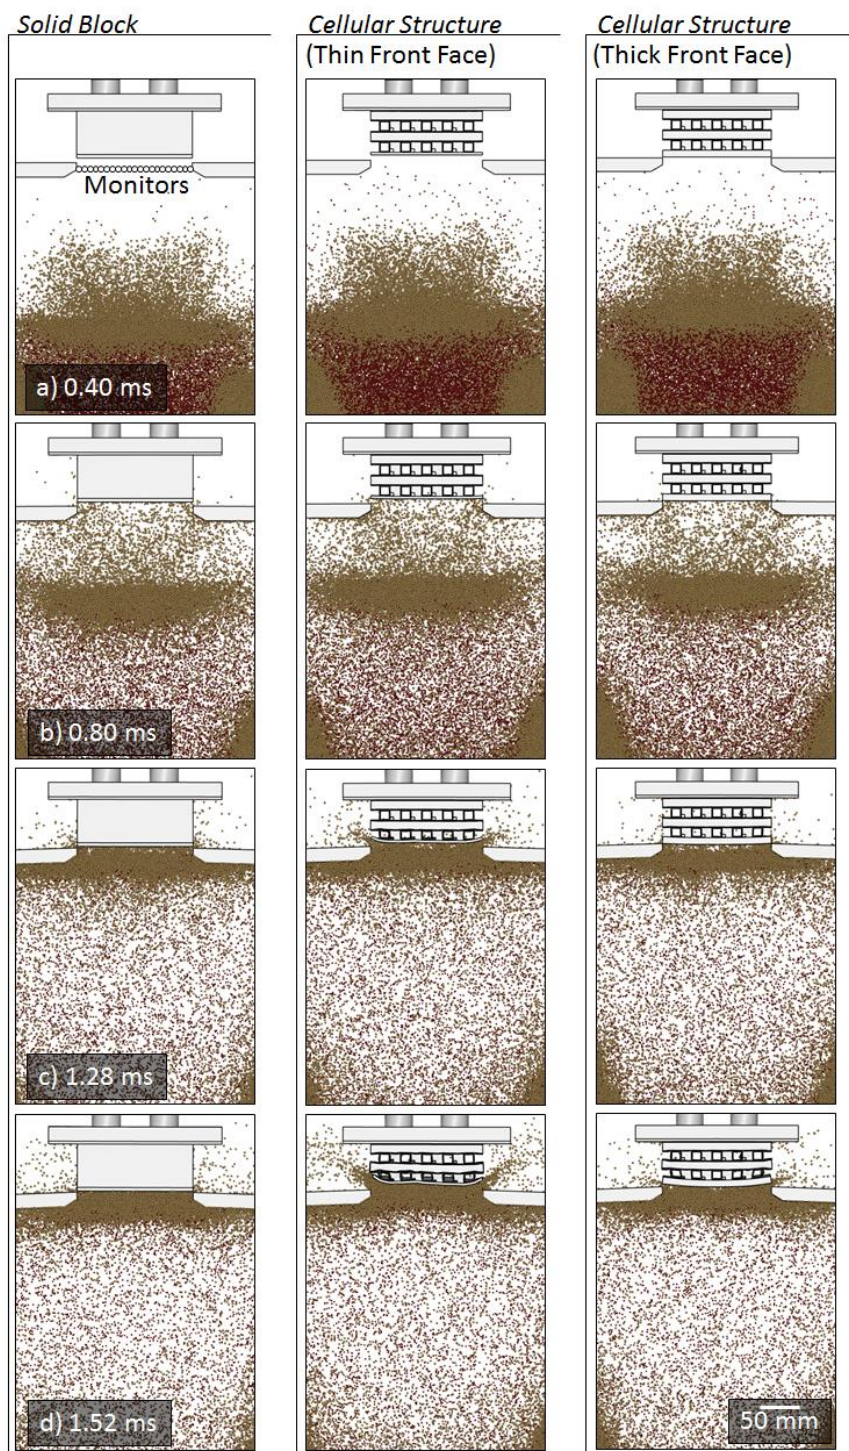 Solid Block
Cellular Structure
(Thin Front Face)
Cellular Structure
(Thick Front Face)
Monitors
a) 0.40 ms
b) 0.80 ms
c) 1.28 ms
d) 1.52 ms
50 mm